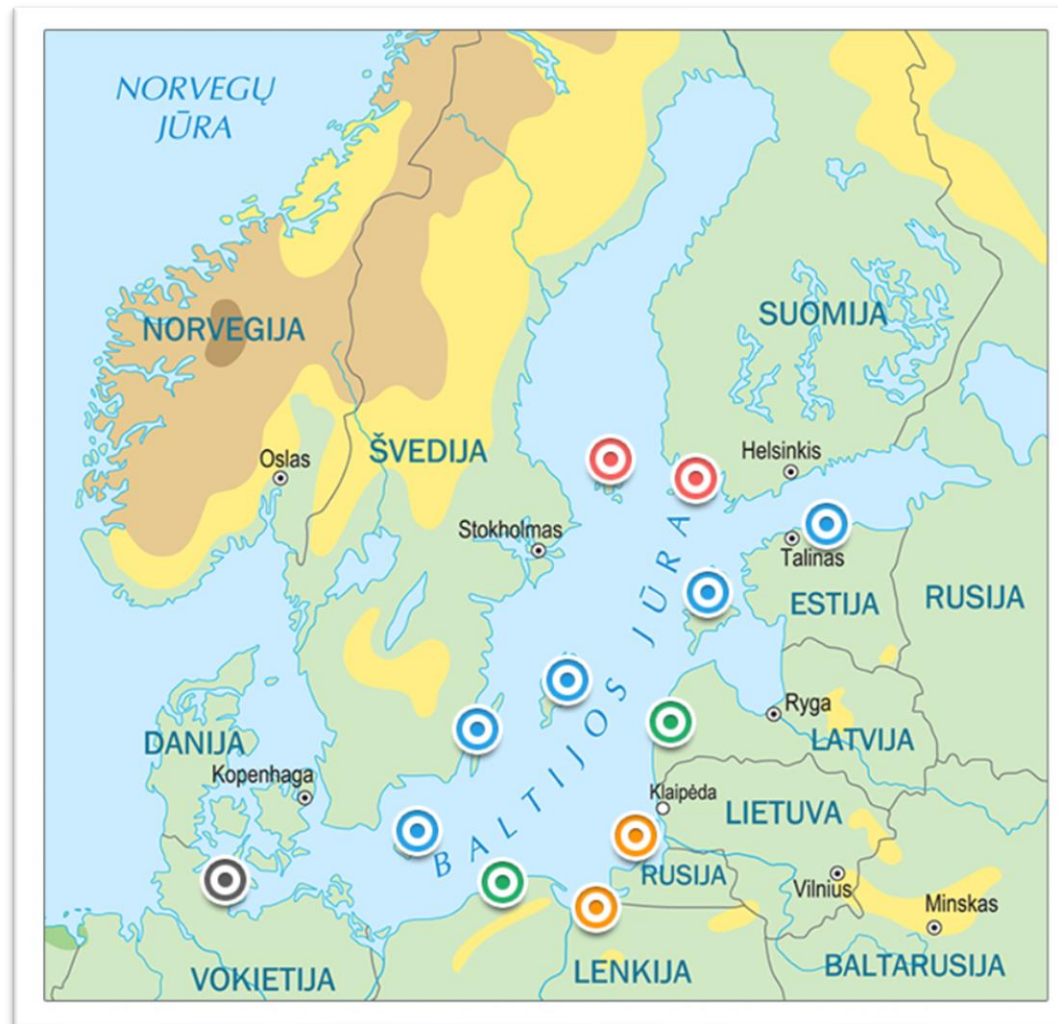 NORVEGŲ
JŪRA
NORVEGIJA
SUOMIJA
Oslas
ŠVEDIJA
Helsinkis
Stokholmas
Talinas
ESTIJA
RUSIJA
BALTIJOS JŪRA
Ryga
DANIJA
LATVIJA
Kopenhaga
Klaipėda
LIETUVA
RUSIJA
Vilnius
Minskas
VOKIETIJA
LENKIJA
BALTARUSIJA